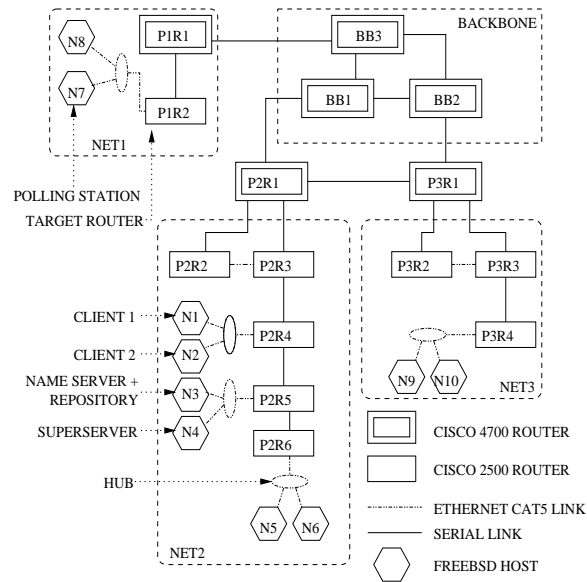 BACKBONE
N8
P1R1
BB3
N7
P1R2
BB1
BB2
NET1
POLLING STATION
TARGET ROUTER
P2R1
P3R1
P2R2
P2R3
P3R2
P3R3
CLIENT 1
N1
P2R4
P3R4
CLIENT 2
N2
NAME SERVER +
REPOSITORY
N3
P2R5
N9
N10
NET3
SUPERSERVER
N4
P2R6
HUB
N5
N6
NET2
CISCO 4700 ROUTER
CISCO 2500 ROUTER
ETHERNET CAT5 LINK
SERIAL LINK
FREEBSD HOST